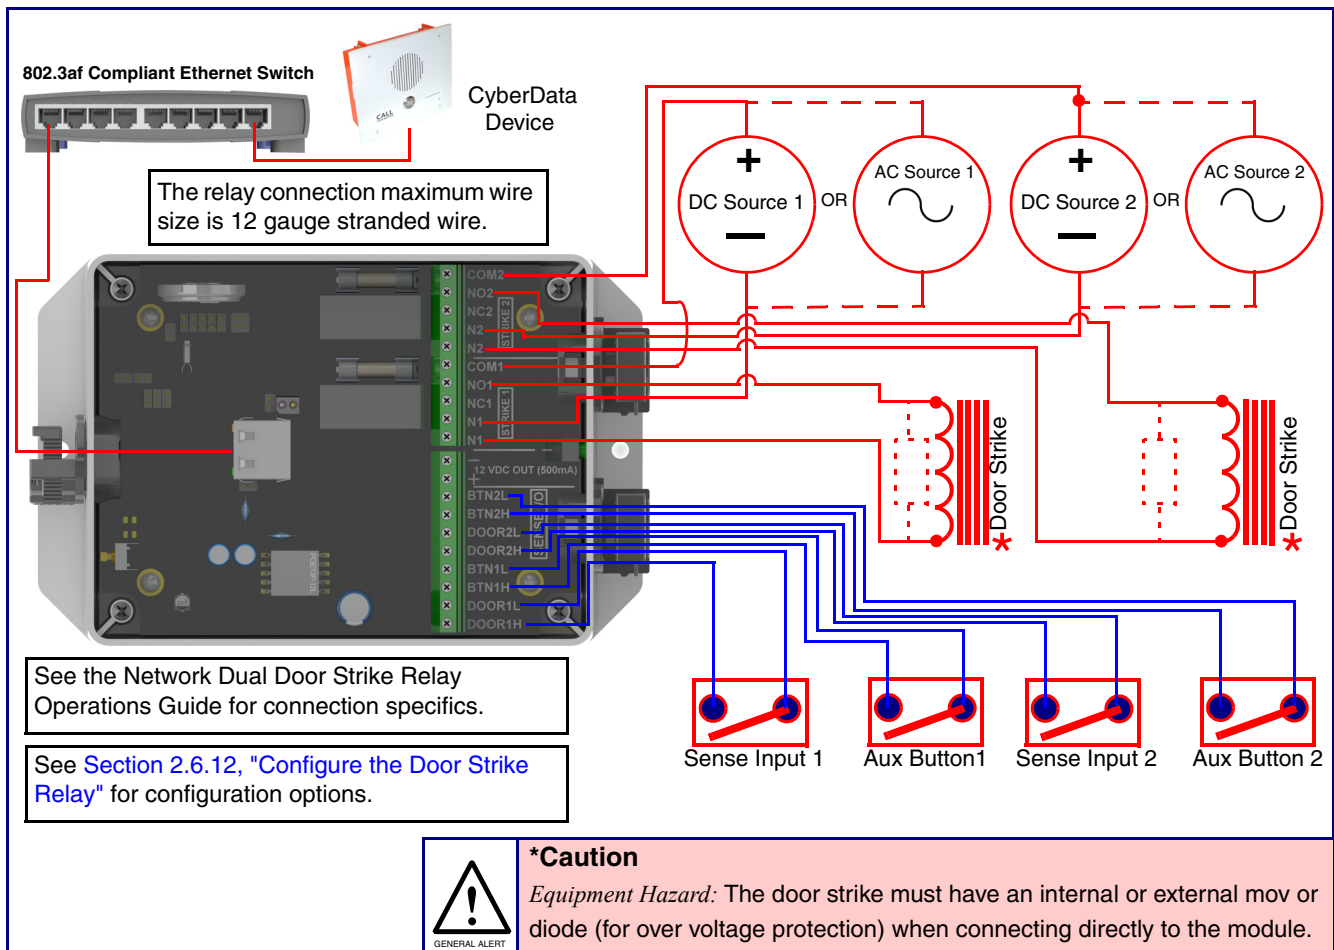 802.3af Compliant Ethernet Switch
CALL
CyberData
Device
The relay connection maximum wire
size is 12 gauge stranded wire.
+
DC Source 1
—
OR
AC Source 1
+
DC Source 2
—
OR
AC Source 2
COM2
NO2
NC2
N2
N2
STRIKE 2
COM1
NO1
NC1
N1
N1
STRIKE 1
−
+
12 VDC OUT (500mA)
BTN2L
BTN2H
DOOR2L
DOOR2H
BTN1L
BTN1H
DOOR1L
DOOR1H
SENSE I/O
POE13P-12L
*Door Strike
*Door Strike
Sense Input 1
Aux Button1
Sense Input 2
Aux Button 2
See the Network Dual Door Strike Relay
Operations Guide for connection specifics.
See Section 2.6.12, "Configure the Door Strike
Relay" for configuration options.
GENERAL ALERT
*Caution
Equipment Hazard: The door strike must have an internal or external mov or
diode (for over voltage protection) when connecting directly to the module.